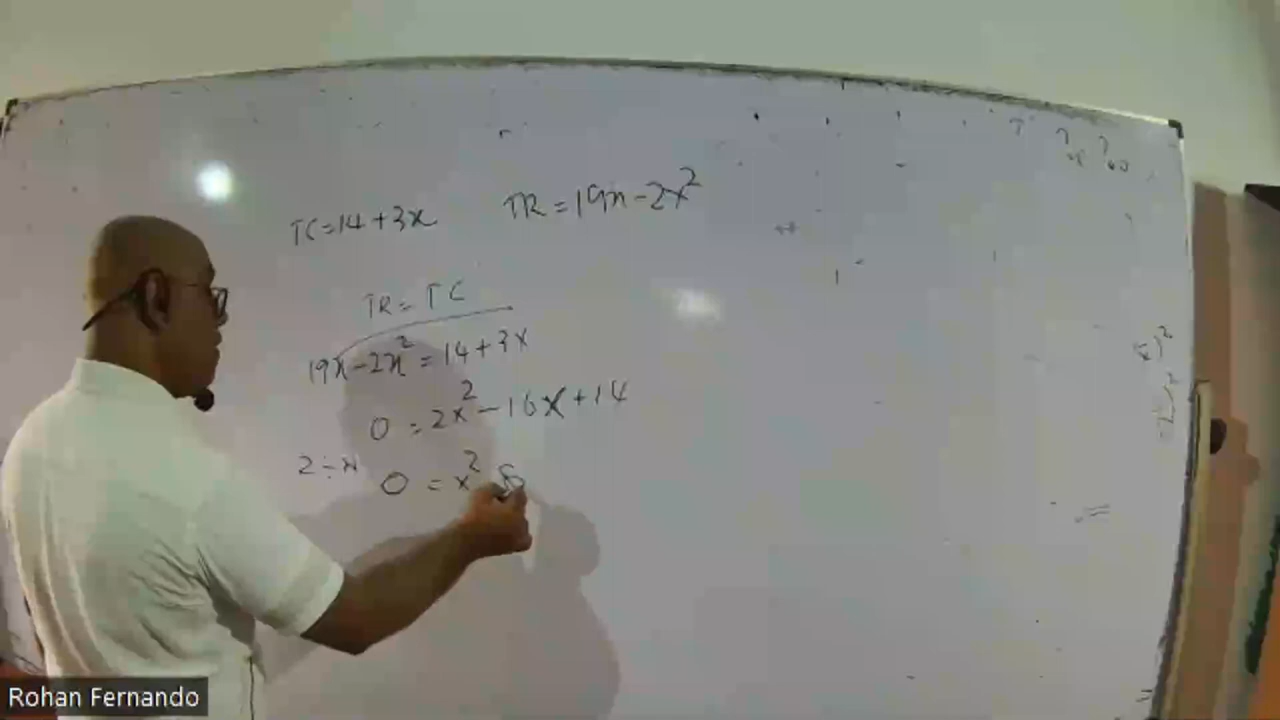 TC=14+3x TR=19x-2x²
TR=TC
19x-2x²=14+3x
0=2x²-16x+14
0=x² 8
Rohan Fernando